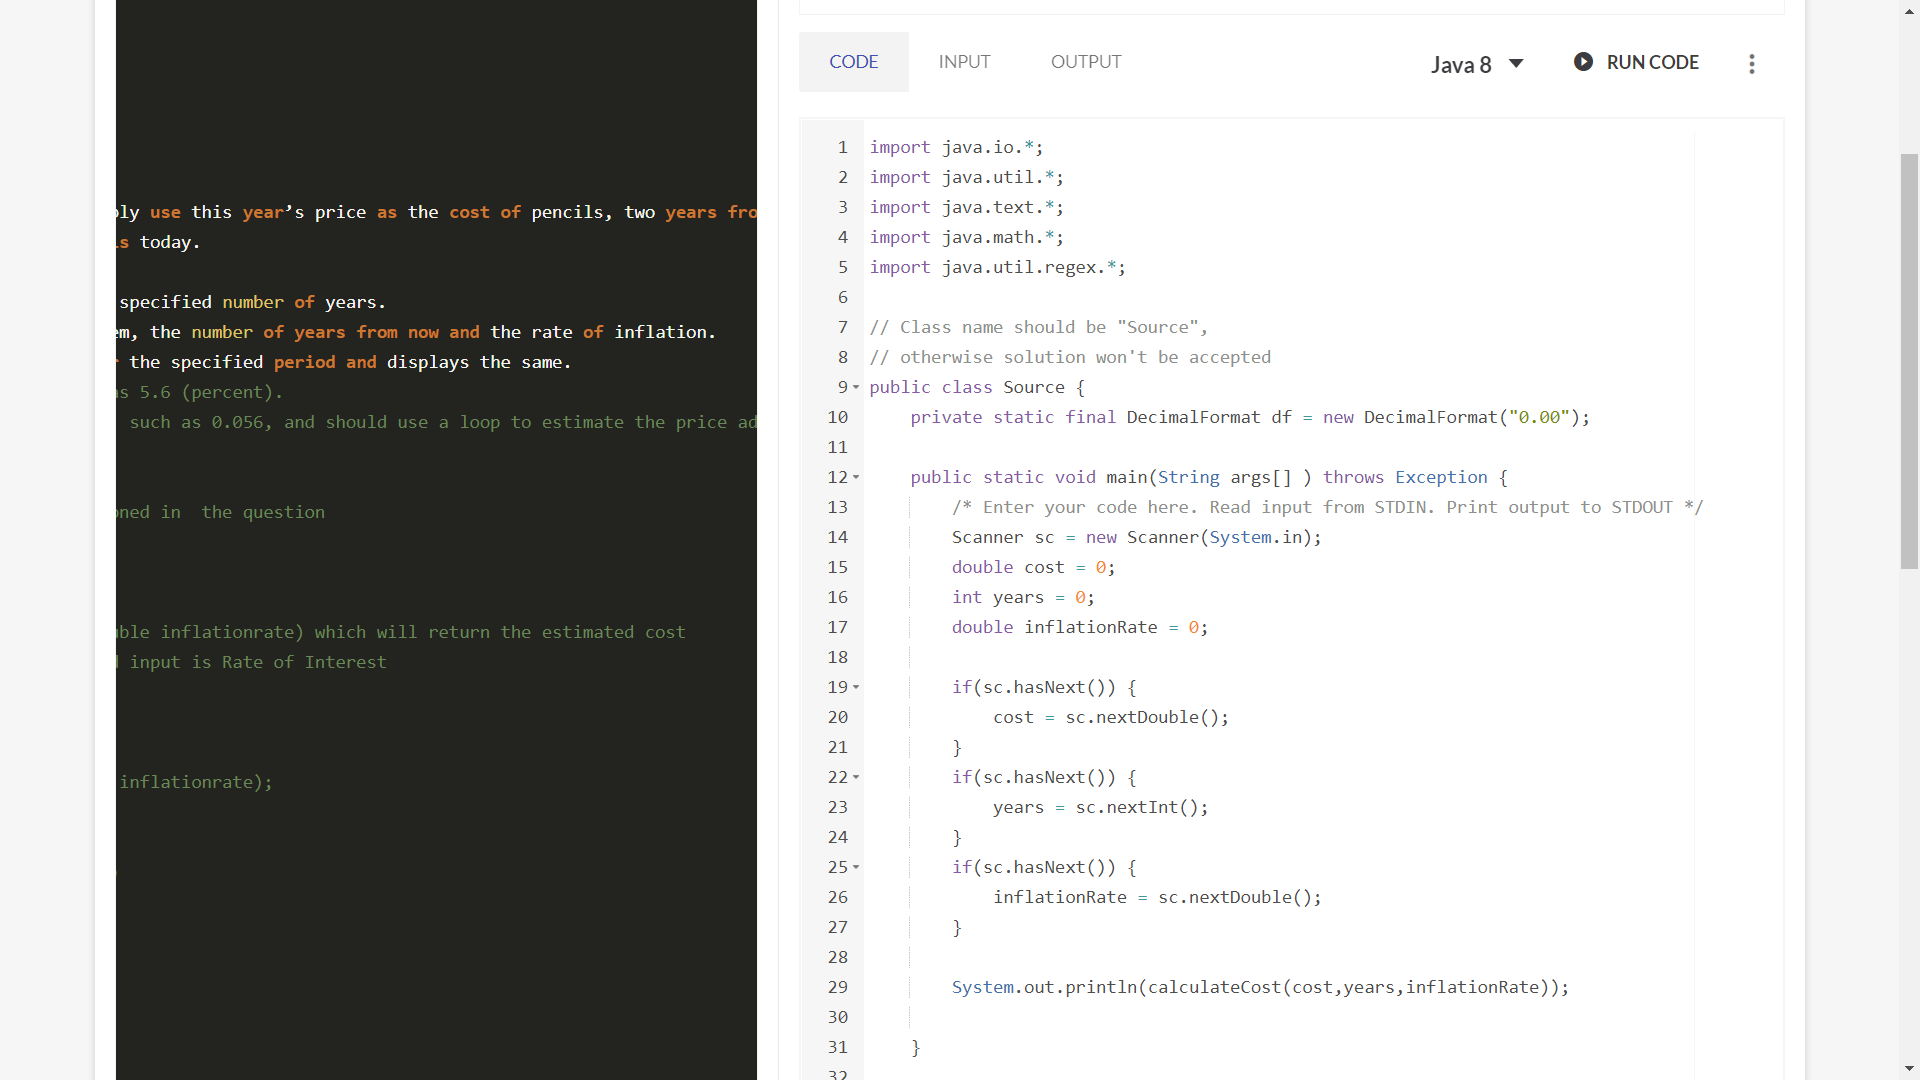 use this year’s price as the cost of pencils, two years
today.
specified number of years.
the number of years from now and the rate of inflation.
the specified period and displays the same.
5.6 (percent).
such as 0.056, and should use a loop to estimate the price
in the question
inflationrate) which will return the estimated cost
input is Rate of Interest
inflationrate);
CODE INPUT OUTPUT Java 8 RUN CODE
1 import java.io.*;
2 import java.util.*;
3 import java.text.*;
4 import java.math.*;
5 import java.util.regex.*;
6
7 // Class name should be "Source",
8 // otherwise solution won't be accepted
9 public class Source {
10 private static final DecimalFormat df = new DecimalFormat("0.00");
11
12 public static void main(String args[] ) throws Exception {
13 /* Enter your code here. Read input from STDIN. Print output to STDOUT */
14 Scanner sc = new Scanner(System.in);
15 double cost = 0;
16 int years = 0;
17 double inflationRate = 0;
18
19 if(sc.hasNext()) {
20 cost = sc.nextDouble();
21 }
22 if(sc.hasNext()) {
23 years = sc.nextInt();
24 }
25 if(sc.hasNext()) {
26 inflationRate = sc.nextDouble();
27 }
28
29 System.out.println(calculateCost(cost,years,inflationRate));
30
31 }
32